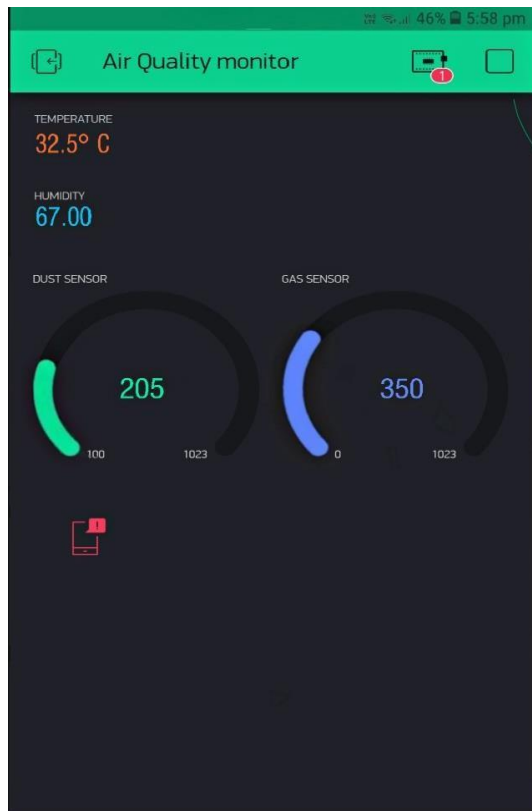 46% 5:58 pm
Air Quality monitor
1
TEMPERATURE
32.5° C
HUMIDITY
67.00
DUST SENSOR
GAS SENSOR
205
350
100
1023
0
1023
!